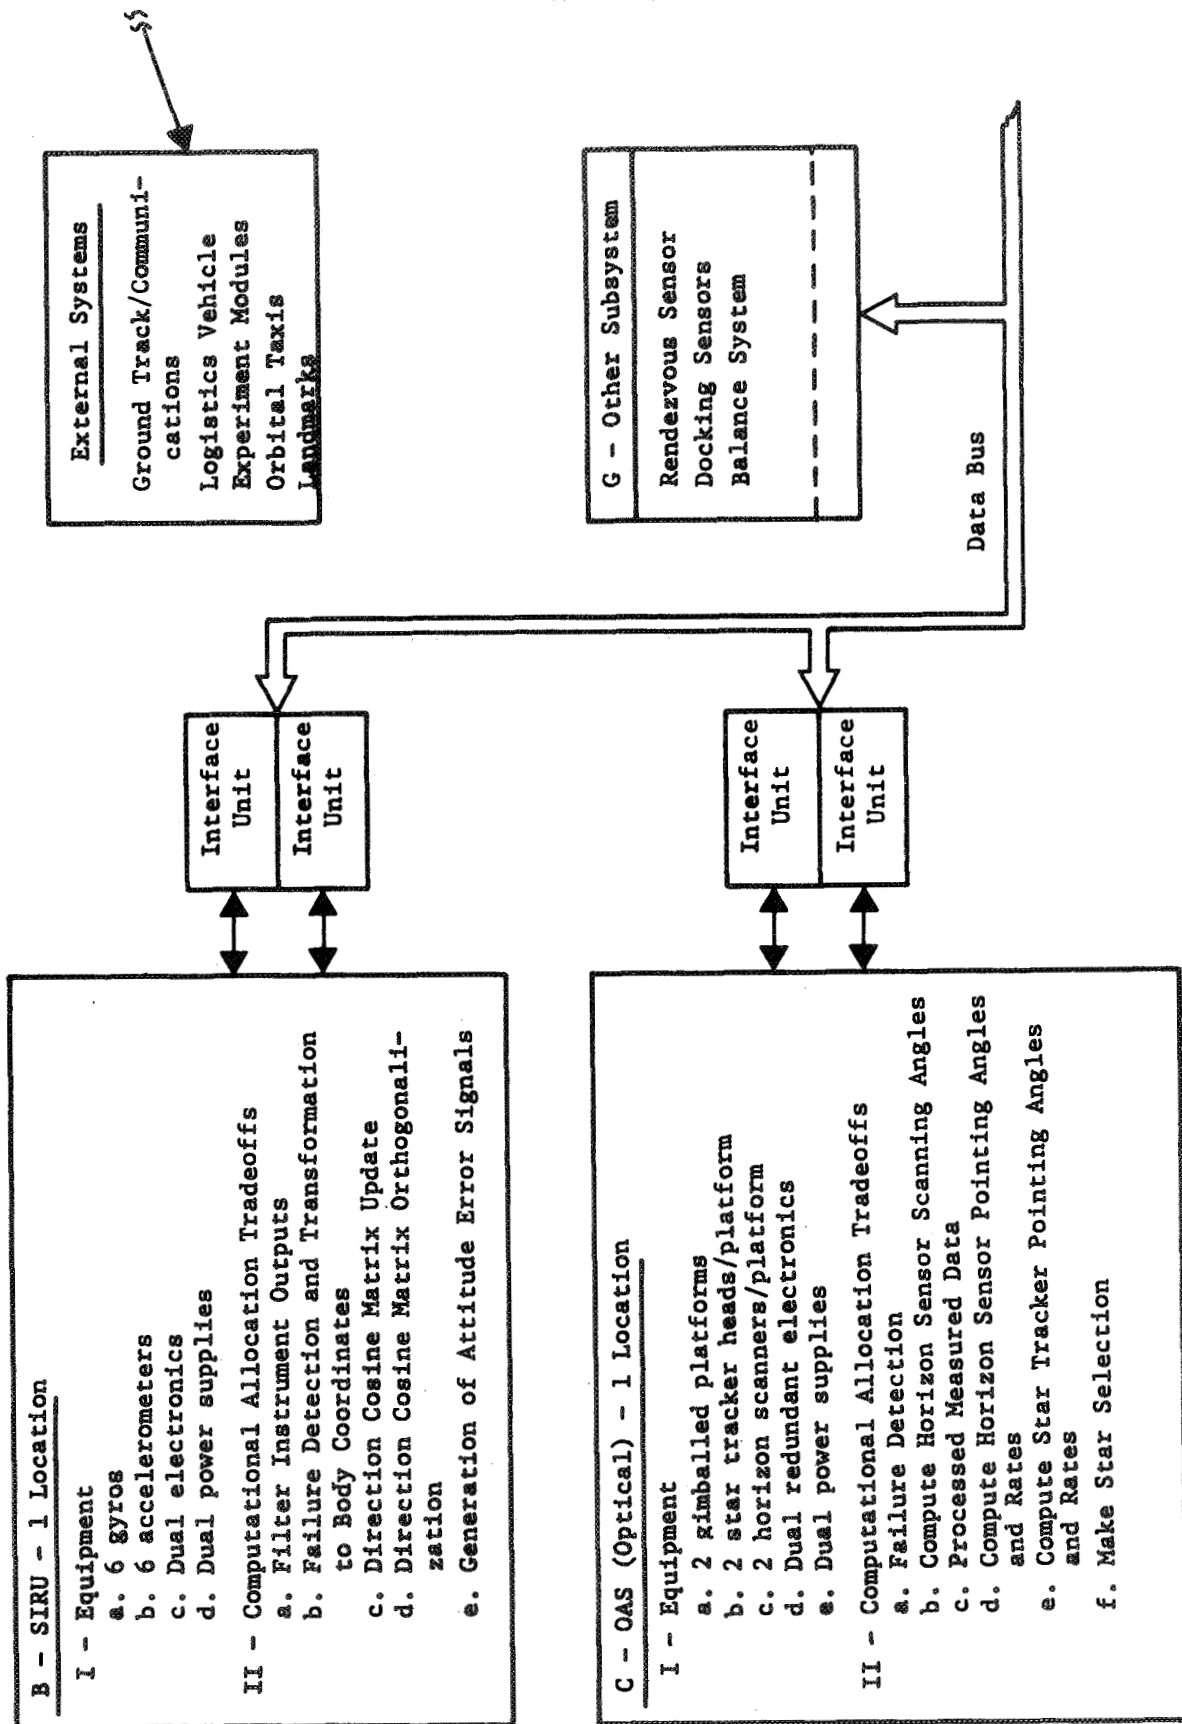 B - SIRU - 1 Location
I - Equipment
a. 6 gyros
b. 6 accelerometers
c. Dual electronics
d. Dual power supplies
II - Computational Allocation Tradeoffs
a. Filter Instrument Outputs
b. Failure Detection and Transformation
to Body Coordinates
c. Direction Cosine Matrix Update
d. Direction Cosine Matrix Orthogonali-
zation
e. Generation of Attitude Error Signals
Interface
Unit
Interface
Unit
External Systems
Ground Track/Communi-
cations
Logistics Vehicle
Experiment Modules
Orbital Taxis
Landmarks
C - OAS (Optical) - 1 Location
I - Equipment
a. 2 gimballed platforms
b. 2 star tracker heads/platform
c. 2 horizon scanners/platform
d. Dual redundant electronics
e. Dual power supplies
II - Computational Allocation Tradeoffs
a. Failure Detection
b. Compute Horizon Sensor Scanning Angles
c. Processed Measured Data
d. Compute Horizon Sensor Pointing Angles
and Rates
e. Compute Star Tracker Pointing Angles
and Rates
f. Make Star Selection
Interface
Unit
Interface
Unit
G - Other Subsystem
Rendezvous Sensor
Docking Sensors
Balance System
Data Bus